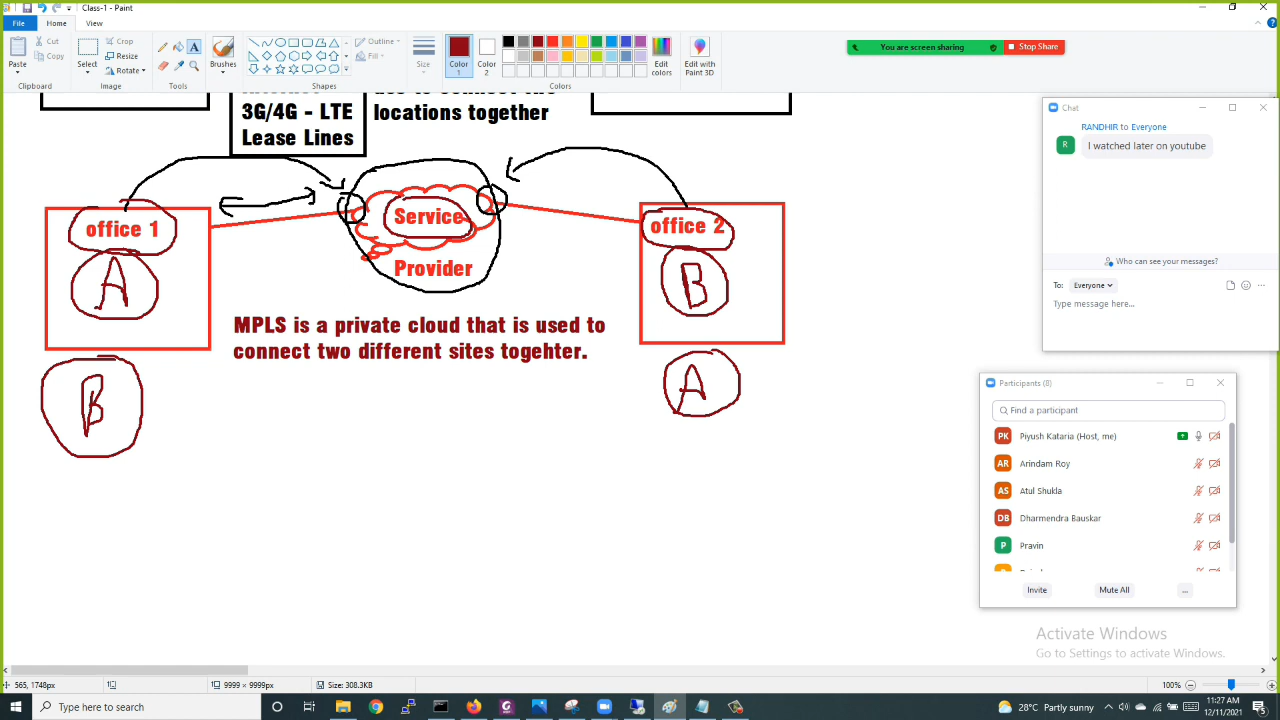 Class-1 - Paint
File
Home
View
Cut
Copy
Paste
Clipboard
Crop
Resize
Rotate
Select
Image
A
Tools
Brushes
Outline
Fill
Shapes
Size
Color
1
Color
2
Edit
colors
Colors
Edit with
Paint 3D
You are screen sharing
Stop Share
3G/4G - LTE
Lease Lines
locations together
office 1
A
B
Service
Provider
office 2
B
A
MPLS is a private cloud that is used to
connect two different sites togehter.
Chat
RANDHIR to Everyone
R
I watched later on youtube
Who can see your messages?
To: Everyone
Type message here...
Participants (8)
Find a participant
PK Piyush Kataria (Host, me)
AR Arindam Roy
AS Atul Shukla
DB Dharmendra Bauskar
P Pravin
Invite
Mute All
...
Activate Windows
Go to Settings to activate Windows.
565, 1748px
9999 × 9999px
Size: 308.3KB
100%
Type here to search
28°C Partly sunny
11:27 AM
12/11/2021